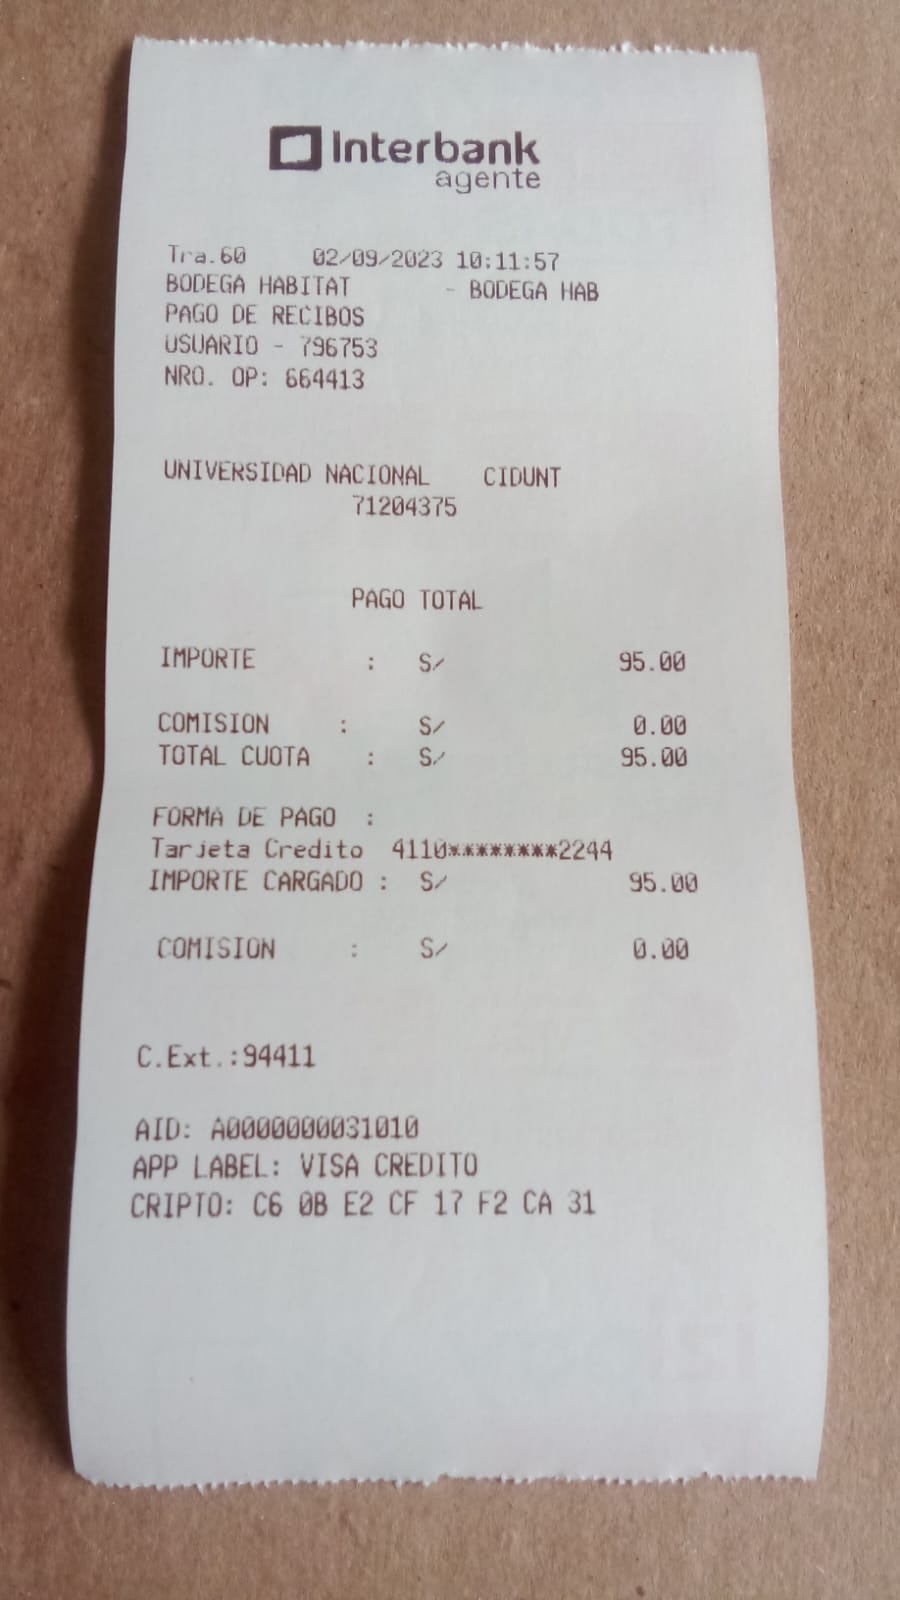 Interbank
agente
Tra.60 02/09/2023 10:11:57
BODEGA HABITAT - BODEGA HAB
PAGO DE RECIBOS
USUARIO - 796753
NRO. OP: 664413
UNIVERSIDAD NACIONAL CIDUNT
71204375
PAGO TOTAL
IMPORTE : S/ 95.00
COMISION : S/ 0.00
TOTAL CUOTA : S/ 95.00
FORMA DE PAGO :
Tarjeta Credito 4110********2244
IMPORTE CARGADO : S/ 95.00
COMISION : S/ 0.00
C.Ext.:94411
AID: A0000000031010
APP LABEL: VISA CREDITO
CRIPTO: C6 0B E2 CF 17 F2 CA 31